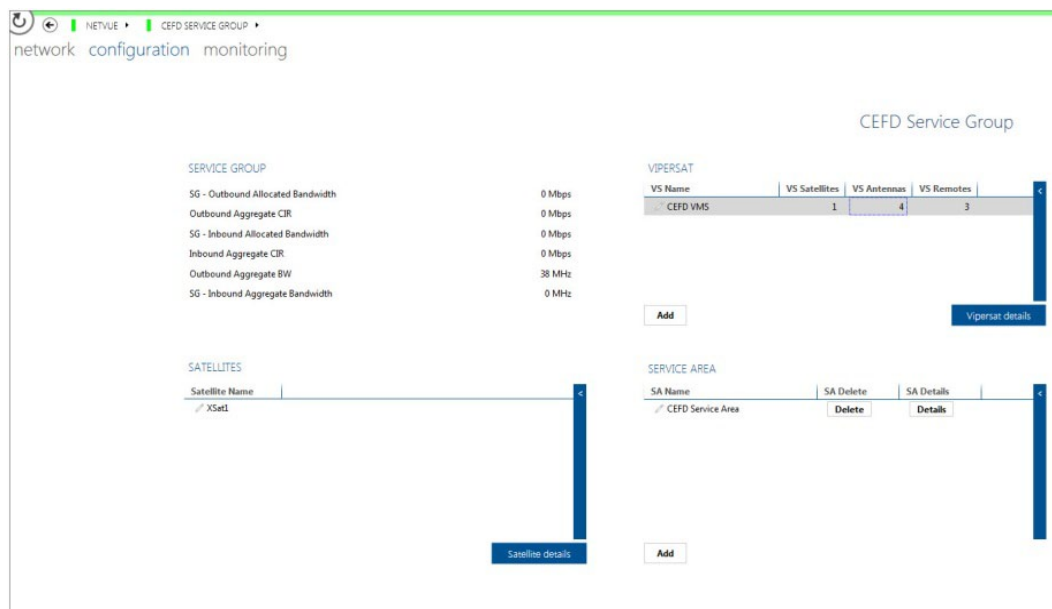 NETVUE CEFD SERVICE GROUP
network configuration monitoring
CEFD Service Group
SERVICE GROUP
SG - Outbound Allocated Bandwidth 0 Mbps
Outbound Aggregate CIR 0 Mbps
SG - Inbound Allocated Bandwidth 0 Mbps
Inbound Aggregate CIR 0 Mbps
Outbound Aggregate BW 38 MHz
SG - Inbound Aggregate Bandwidth 0 MHz
VIPERSAT
VS Name VS Satellites VS Antennas VS Remotes <
CEFD VMS 1 4 3
Add Vipersat details
SATELLITES
Satellite Name <
XSat1
Satellite details
SERVICE AREA
SA Name SA Delete SA Details <
CEFD Service Area Delete Details
Add